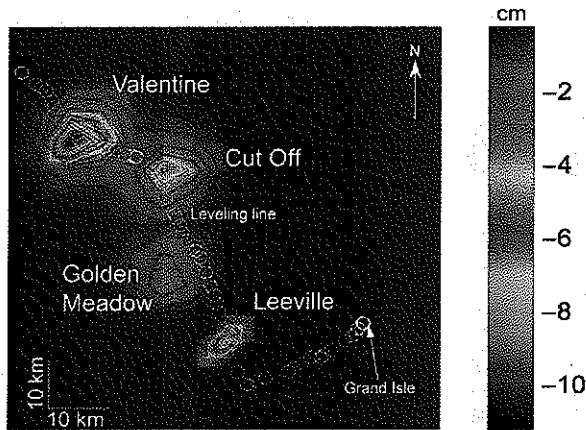 cm
N
Valentine
–2
Cut Off
–4
Leveling line
–6
Golden
Meadow
Leeville
–8
Grand Isle
–10
10 km
10 km